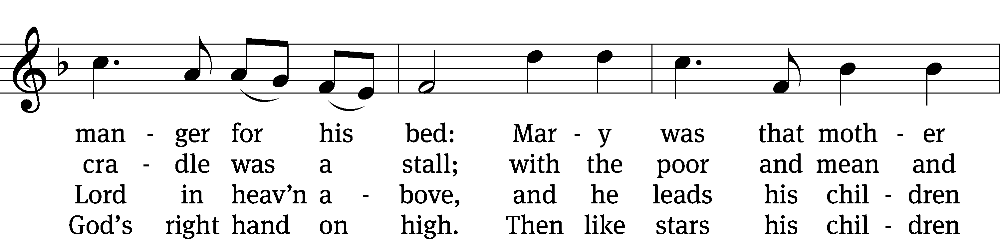 man - ger for his bed: Mar - y was that moth - er
cra - dle was a stall; with the poor and mean and
Lord in heav’n a - bove, and he leads his chil - dren
God’s right hand on high. Then like stars his chil - dren